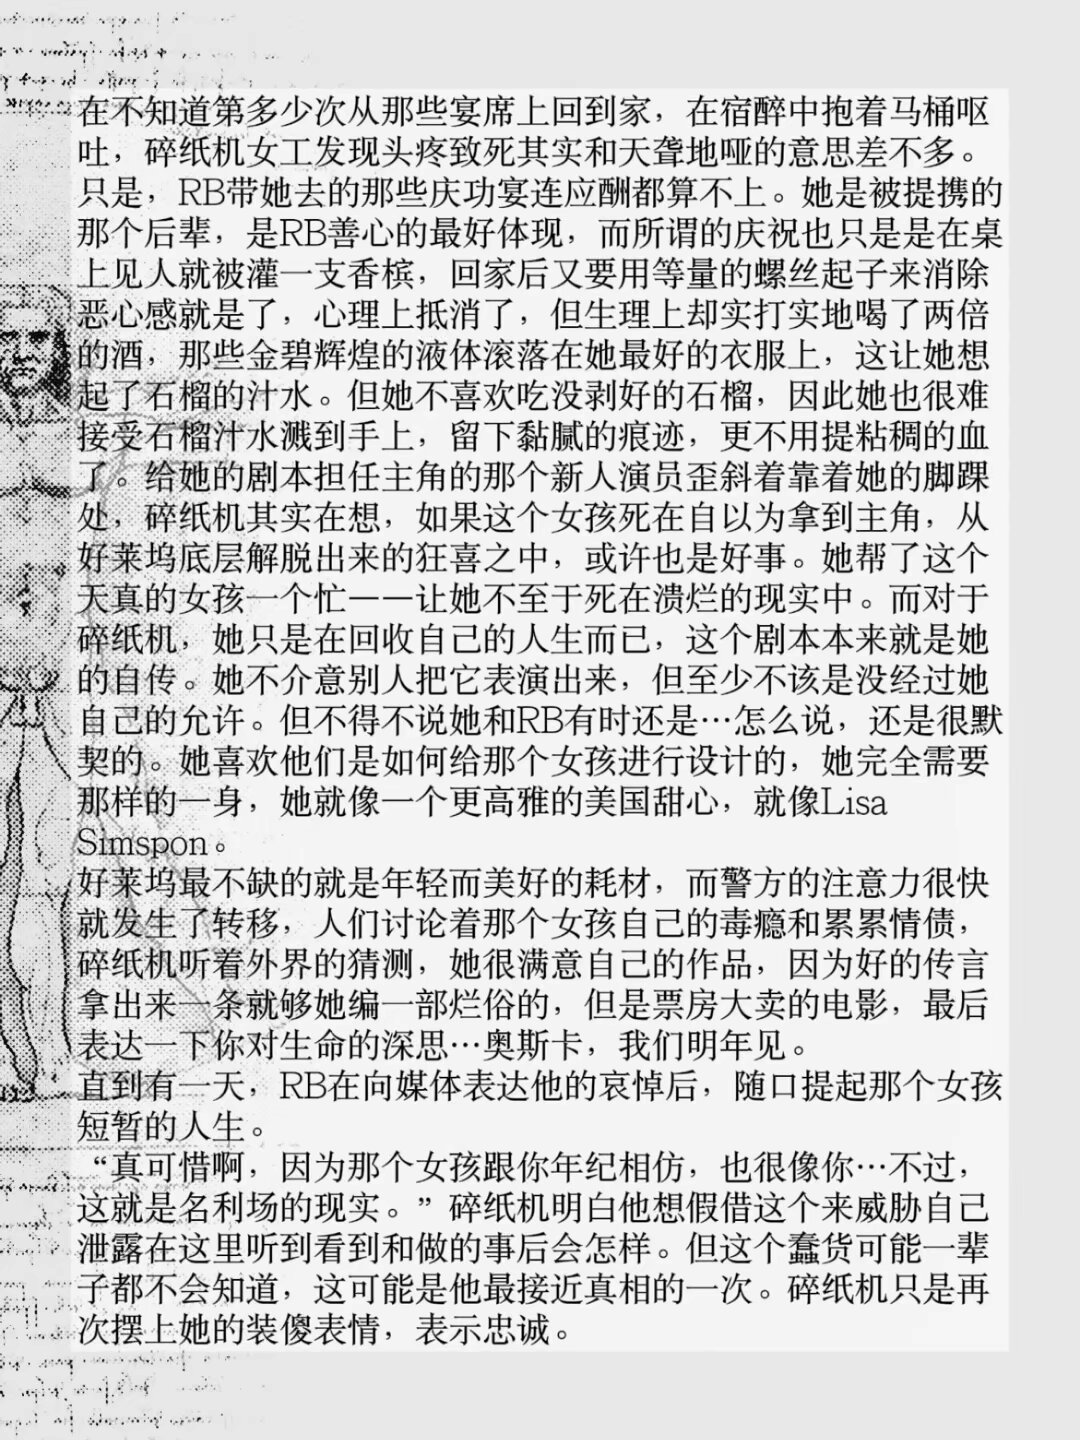 在不知道第多少次从那些宴席上回到家，在宿醉中抱着马桶呕
吐，碎纸机女工发现头疼致死其实和天聋地哑的意思差不多。
只是，RB带她去的那些庆功宴连应酬都算不上。她是被提携的
那个后辈，是RB善心的最好体现，而所谓的庆祝也只是是在桌
上见人就被灌一支香槟，回家后又要用等量的螺丝起子来消除
恶心感就是了，心理上抵消了，但生理上却实打实地喝了两倍
的酒，那些金碧辉煌的液体滚落在她最好的衣服上，这让她想
起了石榴的汁水。但她不喜欢吃没剥好的石榴，因此她也很难
接受石榴汁水溅到手上，留下黏腻的痕迹，更不用提粘稠的血
了。给她的剧本担任主角的那个新人演员歪斜着靠着她的脚踝
处，碎纸机其实在想，如果这个女孩死在自以为拿到主角，从
好莱坞底层解脱出来的狂喜之中，或许也是好事。她帮了这个
天真的女孩一个忙——让她不至于死在溃烂的现实中。而对于
碎纸机，她只是在回收自己的人生而已，这个剧本本来就是她
的自传。她不介意别人把它表演出来，但至少不该是没经过她
自己的允许。但不得不说她和RB有时还是…怎么说，还是很默
契的。她喜欢他们是如何给那个女孩进行设计的，她完全需要
那样的一身，她就像一个更高雅的美国甜心，就像Lisa
Simspon。
好莱坞最不缺的就是年轻而美好的耗材，而警方的注意力很快
就发生了转移，人们讨论着那个女孩自己的毒瘾和累累情债，
碎纸机听着外界的猜测，她很满意自己的作品，因为好的传言
拿出来一条就够她编一部烂俗的，但是票房大卖的电影，最后
表达一下你对生命的深思…奥斯卡，我们明年见。
直到有一天，RB在向媒体表达他的哀悼后，随口提起那个女孩
短暂的人生。
“真可惜啊，因为那个女孩跟你年纪相仿，也很像你…不过，
这就是名利场的现实。”碎纸机明白他想假借这个来威胁自己
泄露在这里听到看到和做的事后会怎样。但这个蠢货可能一辈
子都不会知道，这可能是他最接近真相的一次。碎纸机只是再
次摆上她的装傻表情，表示忠诚。